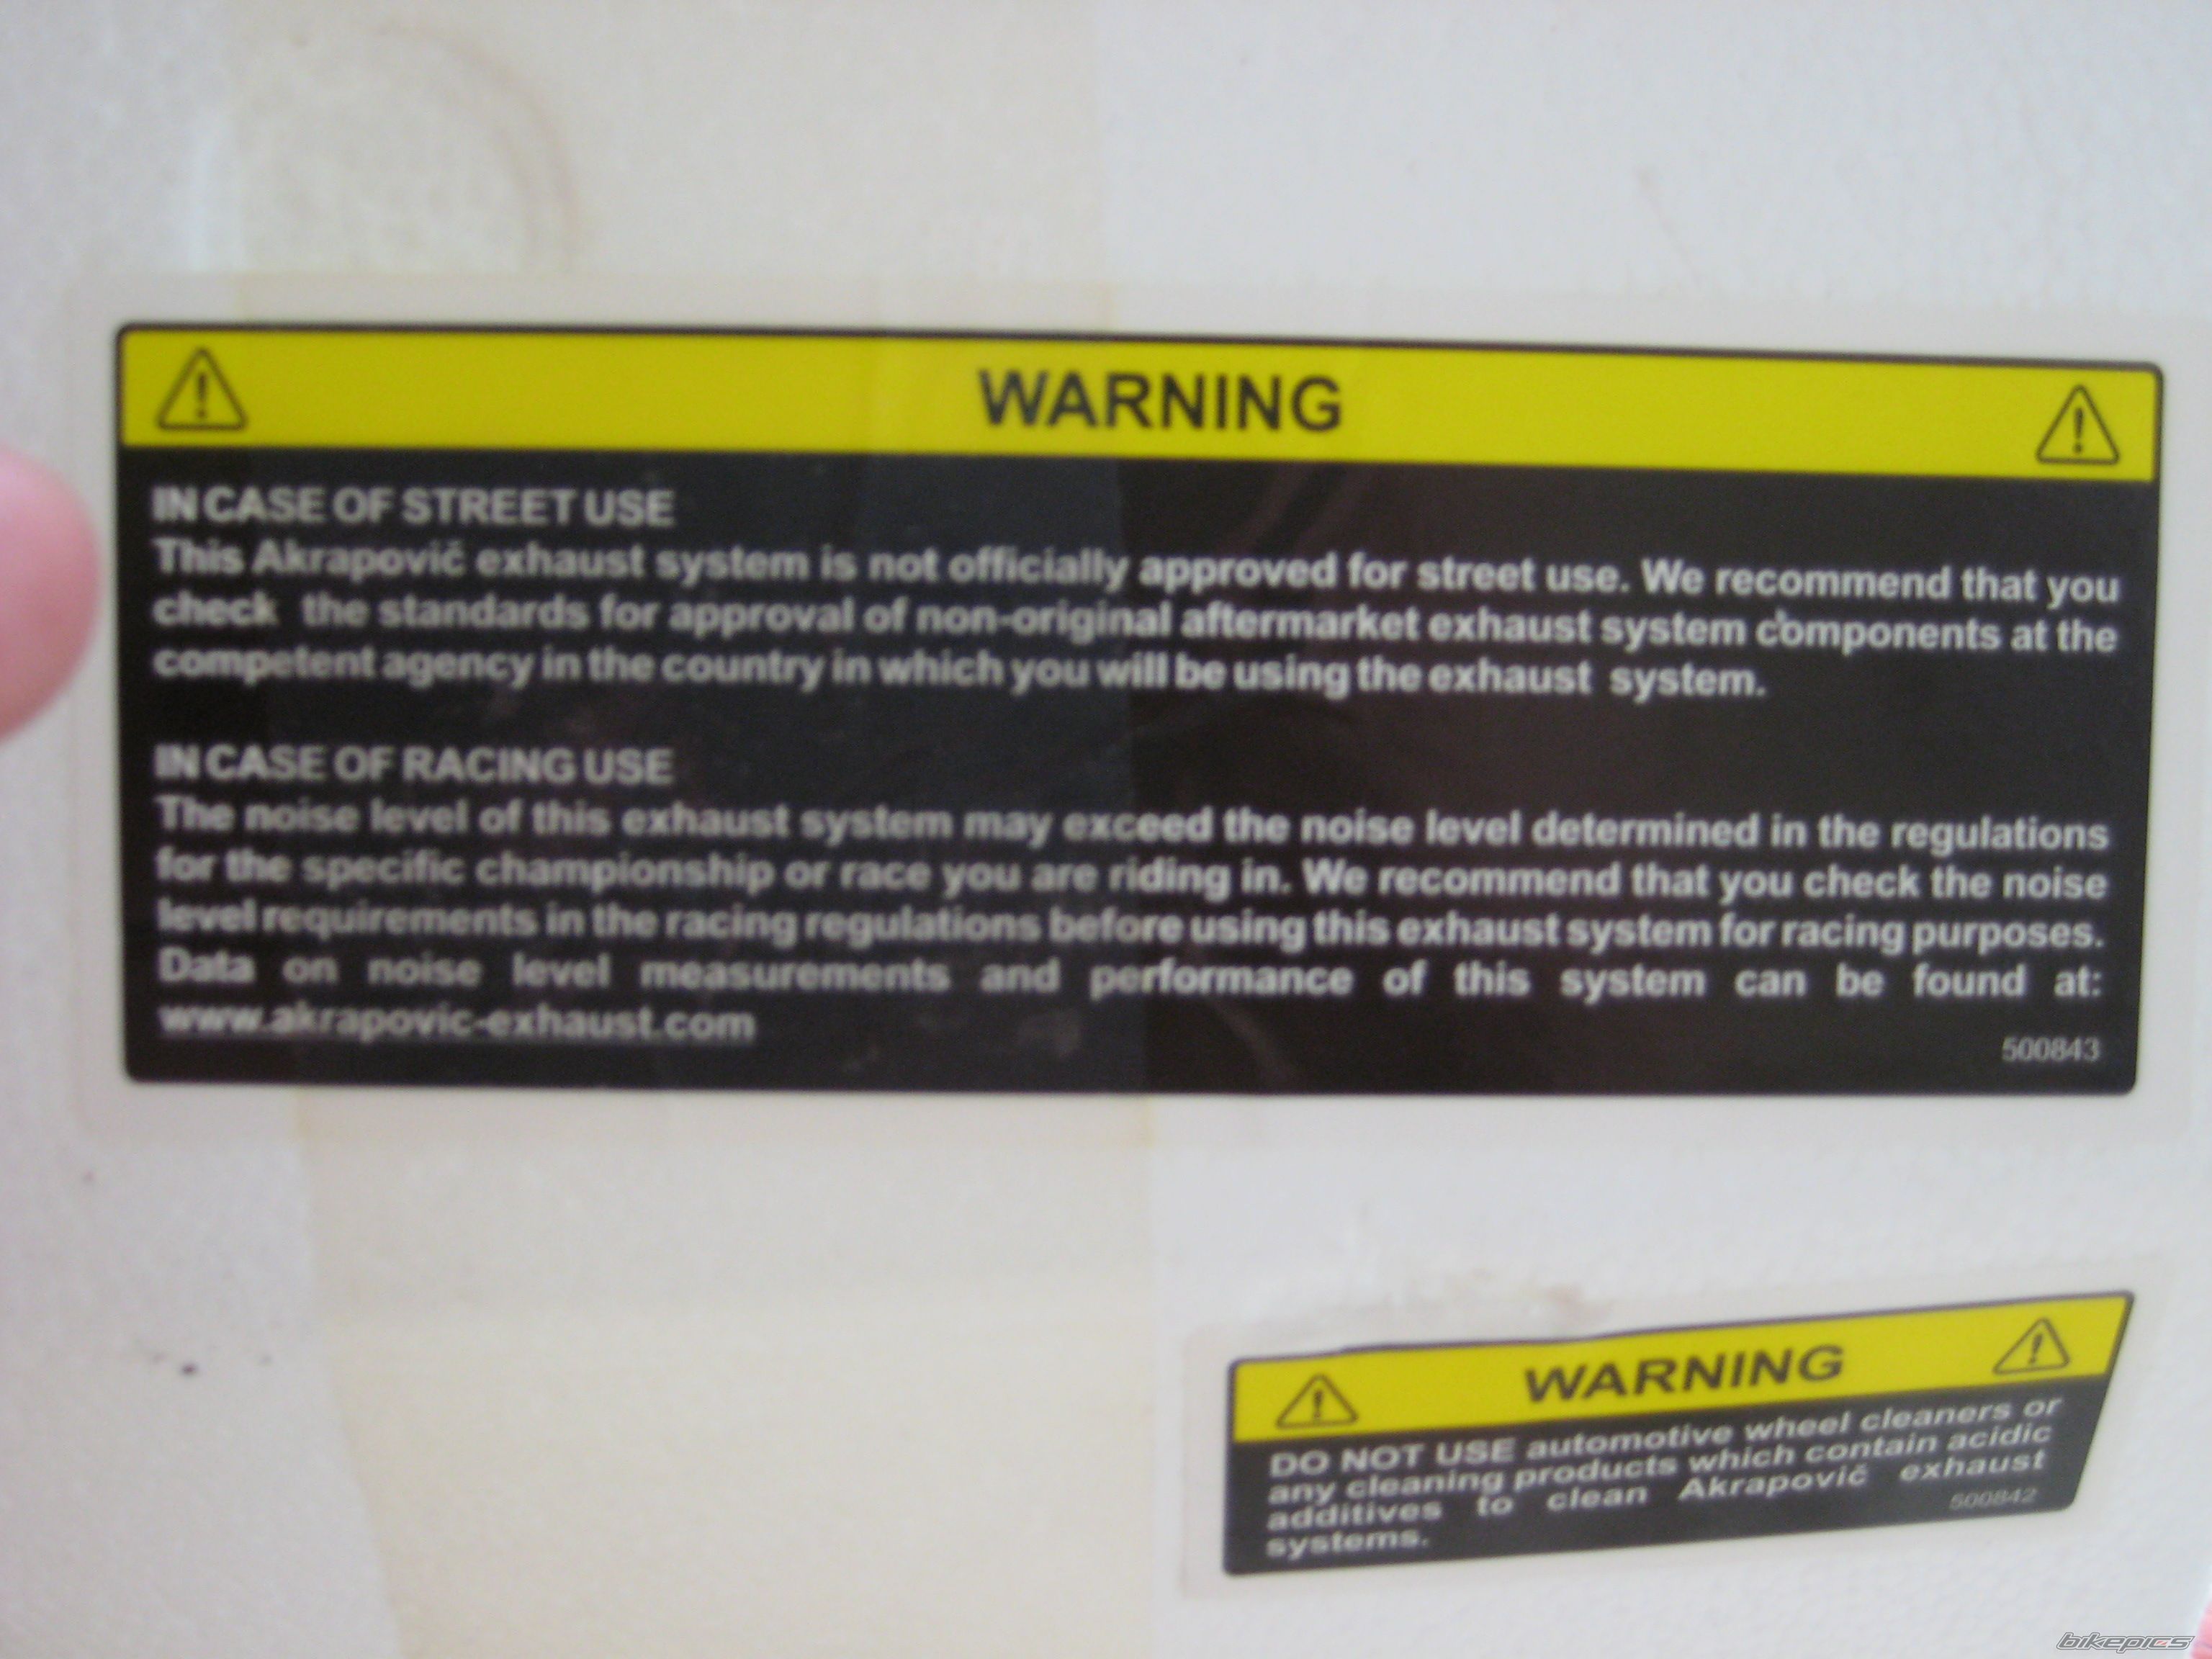 WARNING
IN CASE OF STREET USE
This Akrapovič exhaust system is not officially approved for street use. We recommend that you
check the standards for approval of non-original aftermarket exhaust system components at the
competent agency in the country in which you will be using the exhaust system.
IN CASE OF RACING USE
The noise level of this exhaust system may exceed the noise level determined in the regulations
for the specific championship or race you are riding in. We recommend that you check the noise
level requirements in the racing regulations before using this exhaust system for racing purposes.
Data on noise level measurements and performance of this system can be found at:
www.akrapovic-exhaust.com
500843
WARNING
DO NOT USE automotive wheel cleaners or
any cleaning products which contain acidic
additives to clean Akrapovič exhaust
systems.
500842
bikepics